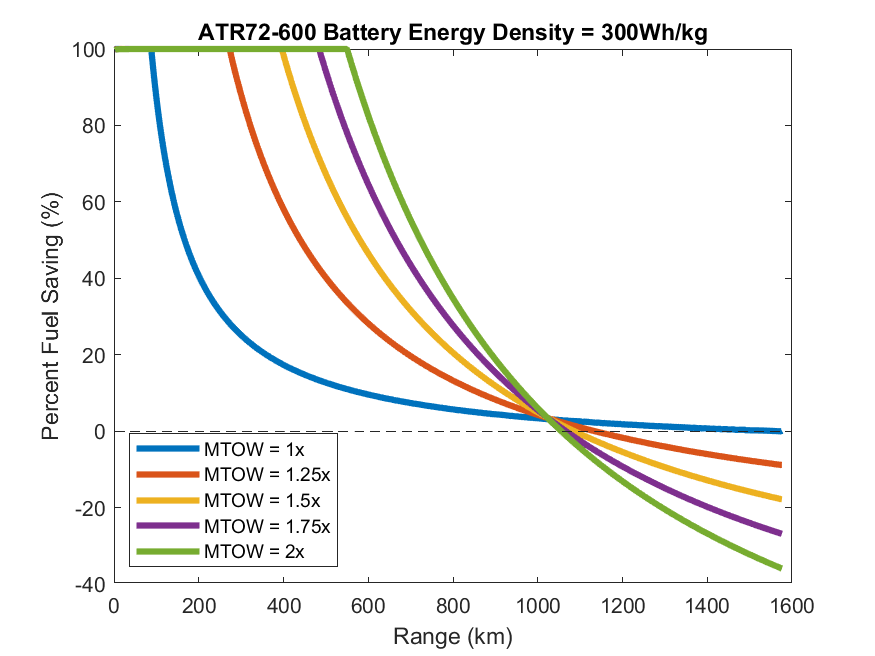 ATR72-600 Battery Energy Density = 300Wh/kg
100
80
60
40
20
0
-20
-40
Percent Fuel Saving (%)
MTOW = 1x
MTOW = 1.25x
MTOW = 1.5x
MTOW = 1.75x
MTOW = 2x
0 200 400 600 800 1000 1200 1400 1600
Range (km)